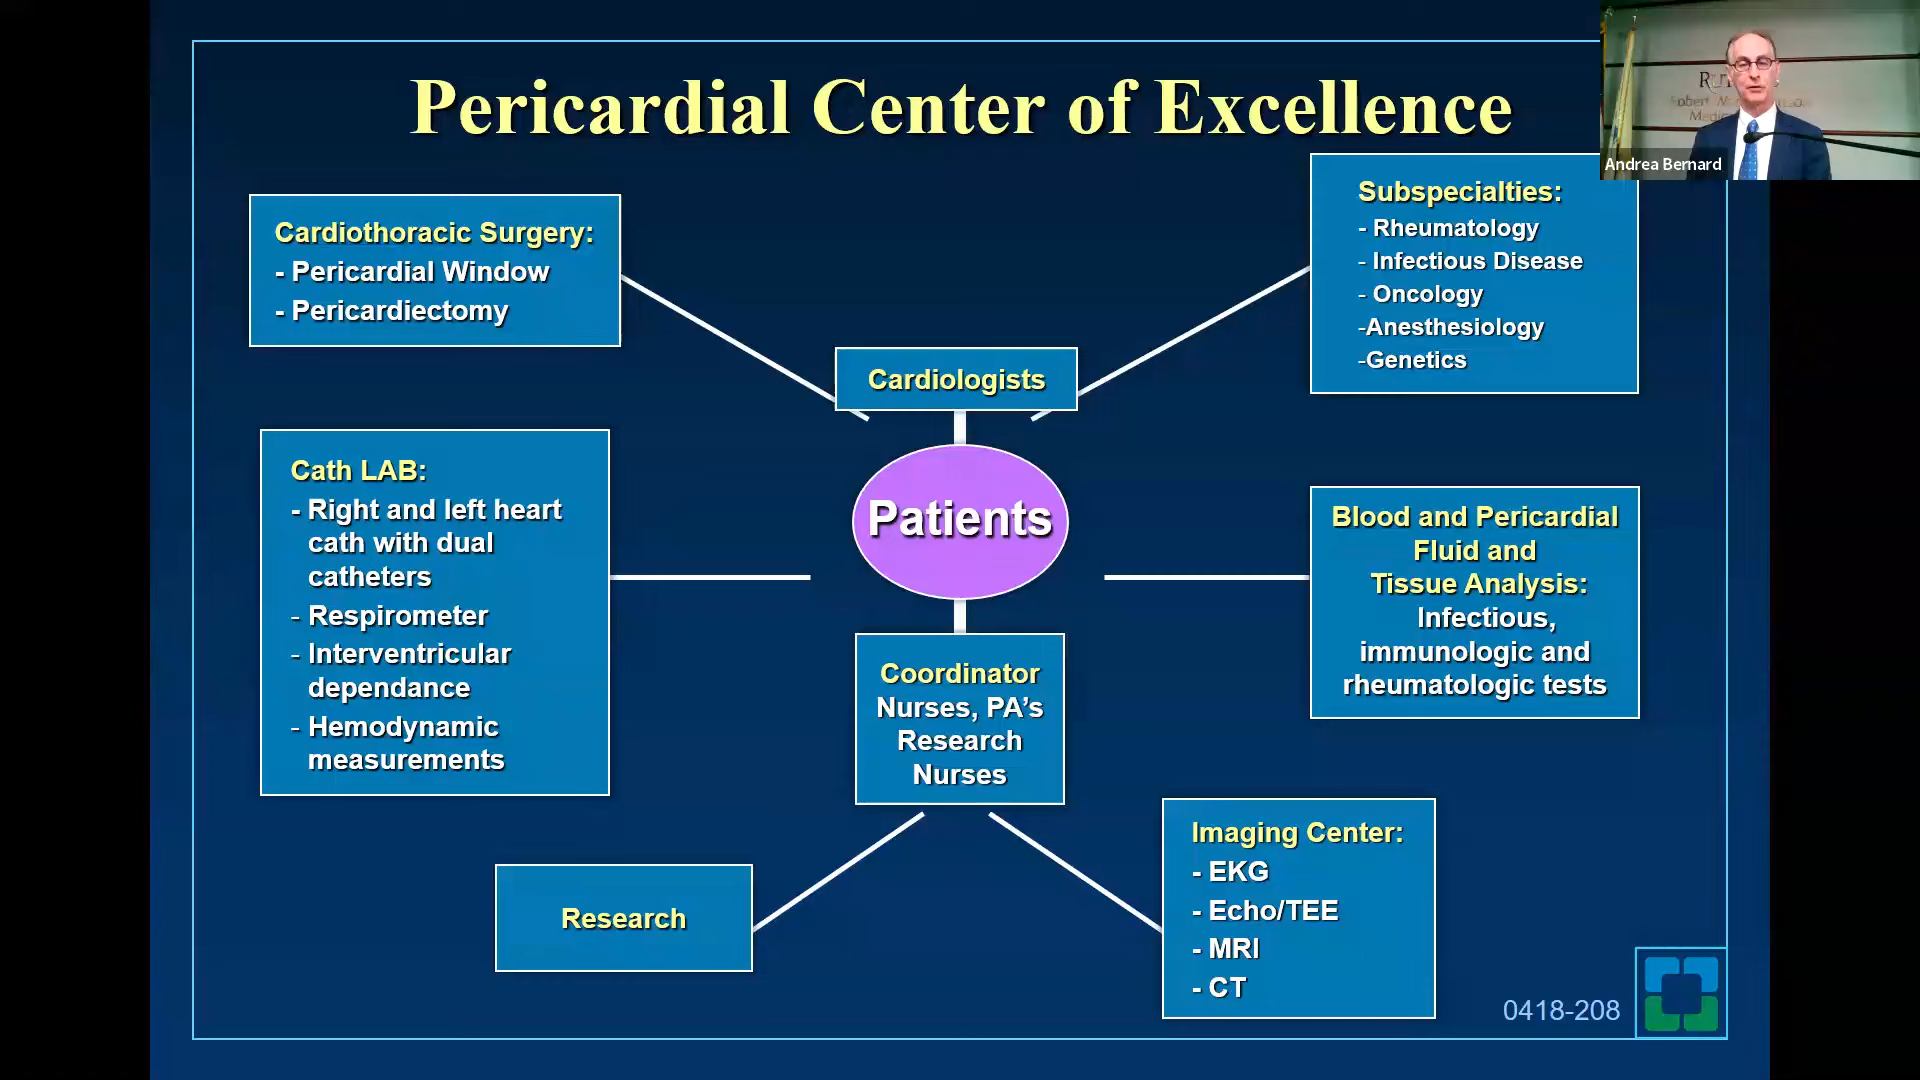 Pericardial Center of Excellence
Andrea Bernard
Cardiothoracic Surgery:
- Pericardial Window
- Pericardiectomy
Subspecialties:
- Rheumatology
- Infectious Disease
- Oncology
-Anesthesiology
-Genetics
Cardiologists
Patients
Cath LAB:
- Right and left heart
cath with dual
catheters
- Respirometer
- Interventricular
dependance
- Hemodynamic
measurements
Blood and Pericardial
Fluid and
Tissue Analysis:
Infectious,
immunologic and
rheumatologic tests
Coordinator
Nurses, PA’s
Research
Nurses
Research
Imaging Center:
- EKG
- Echo/TEE
- MRI
- CT
0418-208